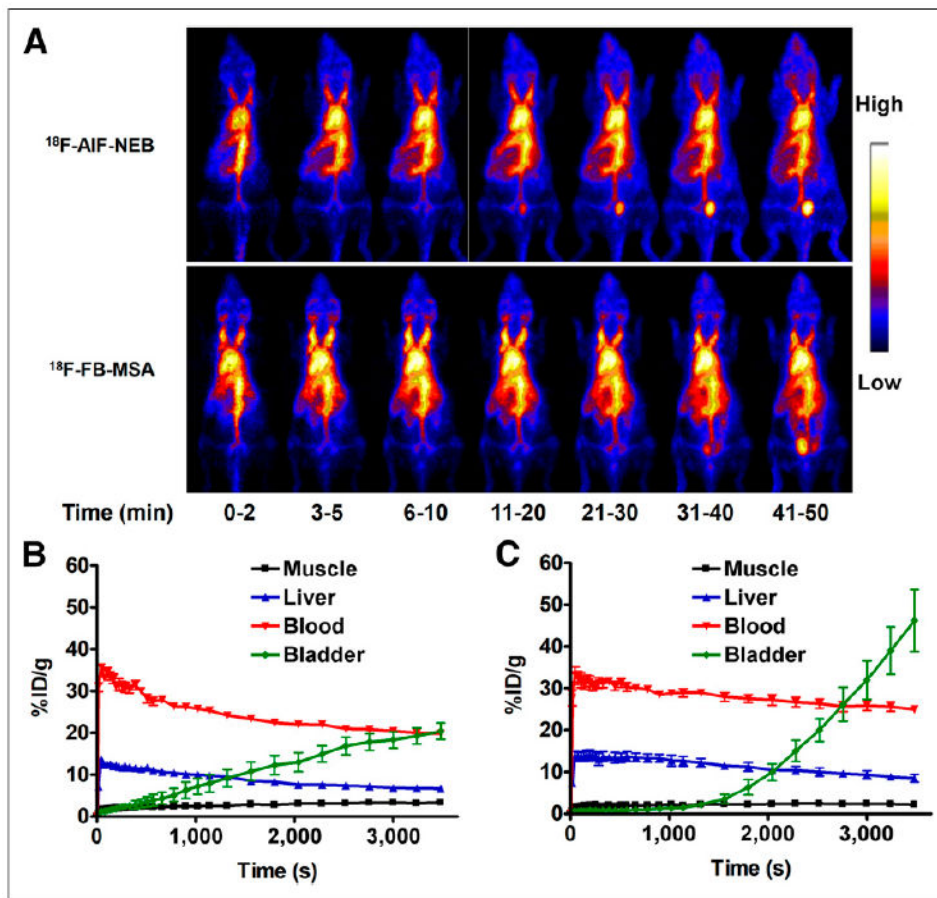 A
18F-AlF-NEB
High
18F-FB-MSA
Low
Time (min) 0-2 3-5 6-10 11-20 21-30 31-40 41-50
B
60
50
40
30
20
10
0
%ID/g
Muscle
Liver
Blood
Bladder
0 1,000 2,000 3,000
Time (s)
C
60
50
40
30
20
10
0
%ID/g
Muscle
Liver
Blood
Bladder
0 1,000 2,000 3,000
Time (s)